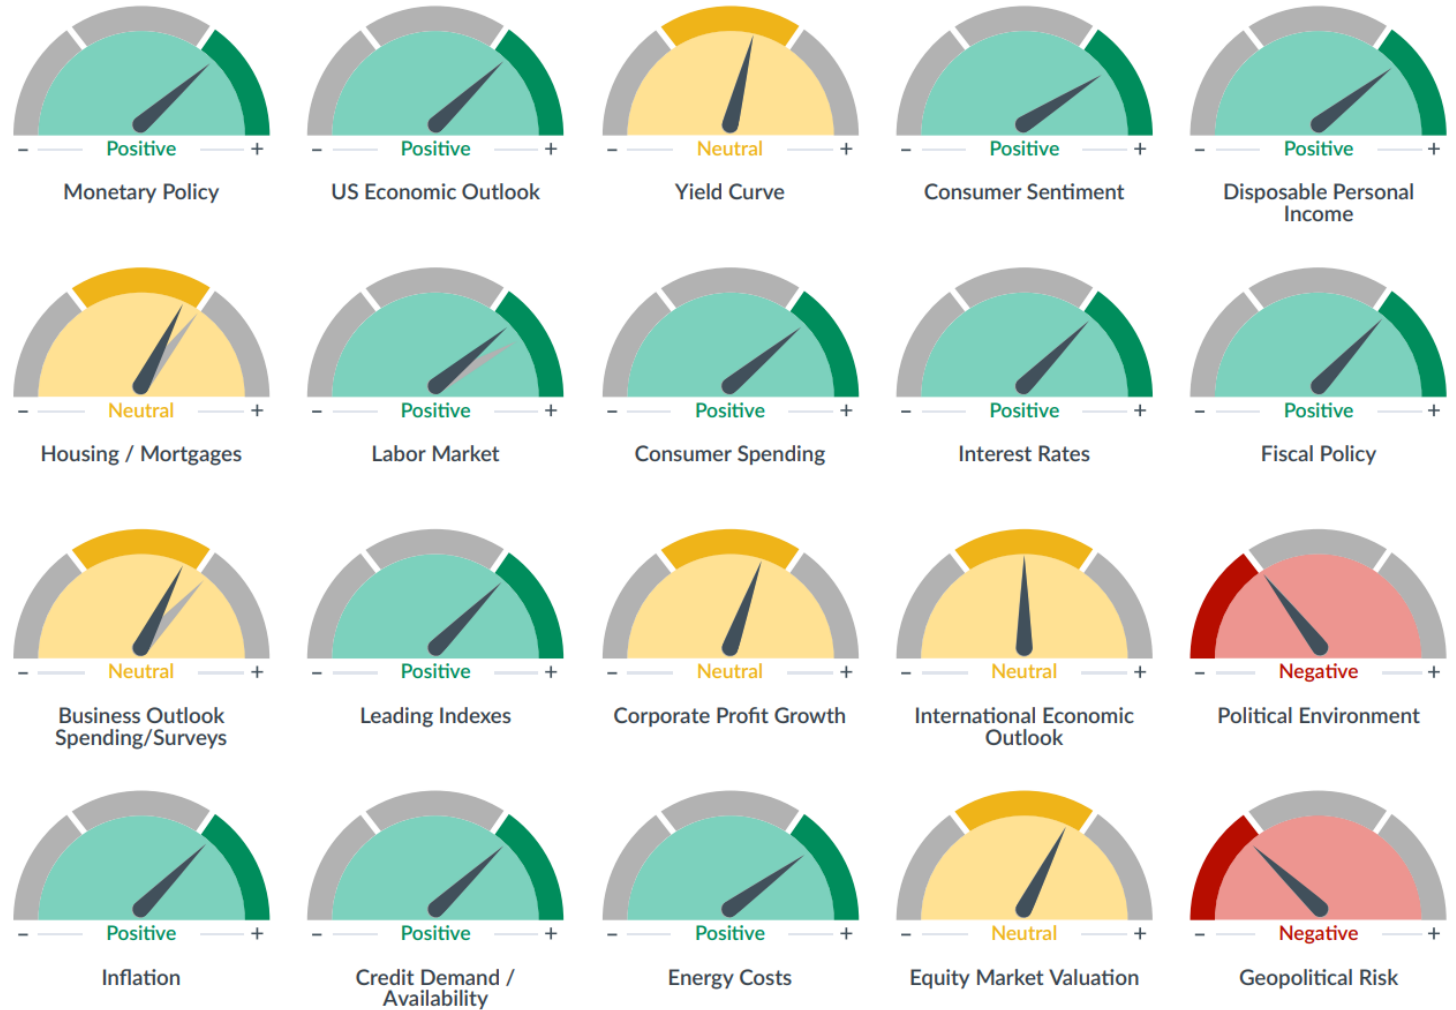 - Positive +
- Positive +
- Neutral +
- Positive +
- Positive +
Monetary Policy
US Economic Outlook
Yield Curve
Consumer Sentiment
Disposable Personal
Income
- Neutral +
- Positive +
- Positive +
- Positive +
- Positive +
Housing / Mortgages
Labor Market
Consumer Spending
Interest Rates
Fiscal Policy
- Neutral +
- Positive +
- Neutral +
- Neutral +
- Negative +
Business Outlook
Spending/Surveys
Leading Indexes
Corporate Profit Growth
International Economic
Outlook
Political Environment
- Positive +
- Positive +
- Positive +
- Neutral +
- Negative +
Inflation
Credit Demand /
Availability
Energy Costs
Equity Market Valuation
Geopolitical Risk